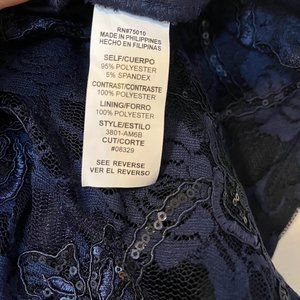 RN#75010
MADE IN PHILIPPINES
HECHO EN FILIPINAS
SELF/CUERPO
95% POLYESTER
5% SPANDEX
CONTRAST/CONTRASTE
100% POLYESTER
LINING/FORRO
100% POLYESTER
STYLE/ESTILO
3801-AM6B
CUT/CORTE
#08329
SEE REVERSE
VER EL REVERSO